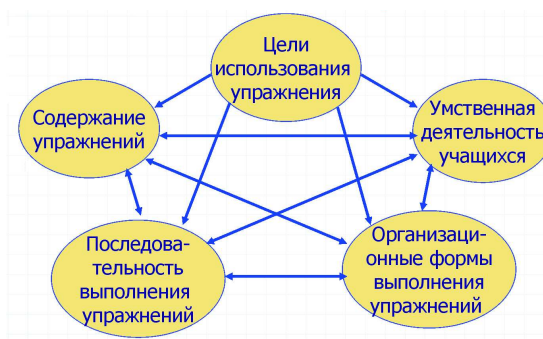 Цели
использования
упражнения
Содержание
упражнений
Умственная
деятельность
учащихся
Последова-
тельность
выполнения
упражнений
Организаци-
онные формы
выполнения
упражнений